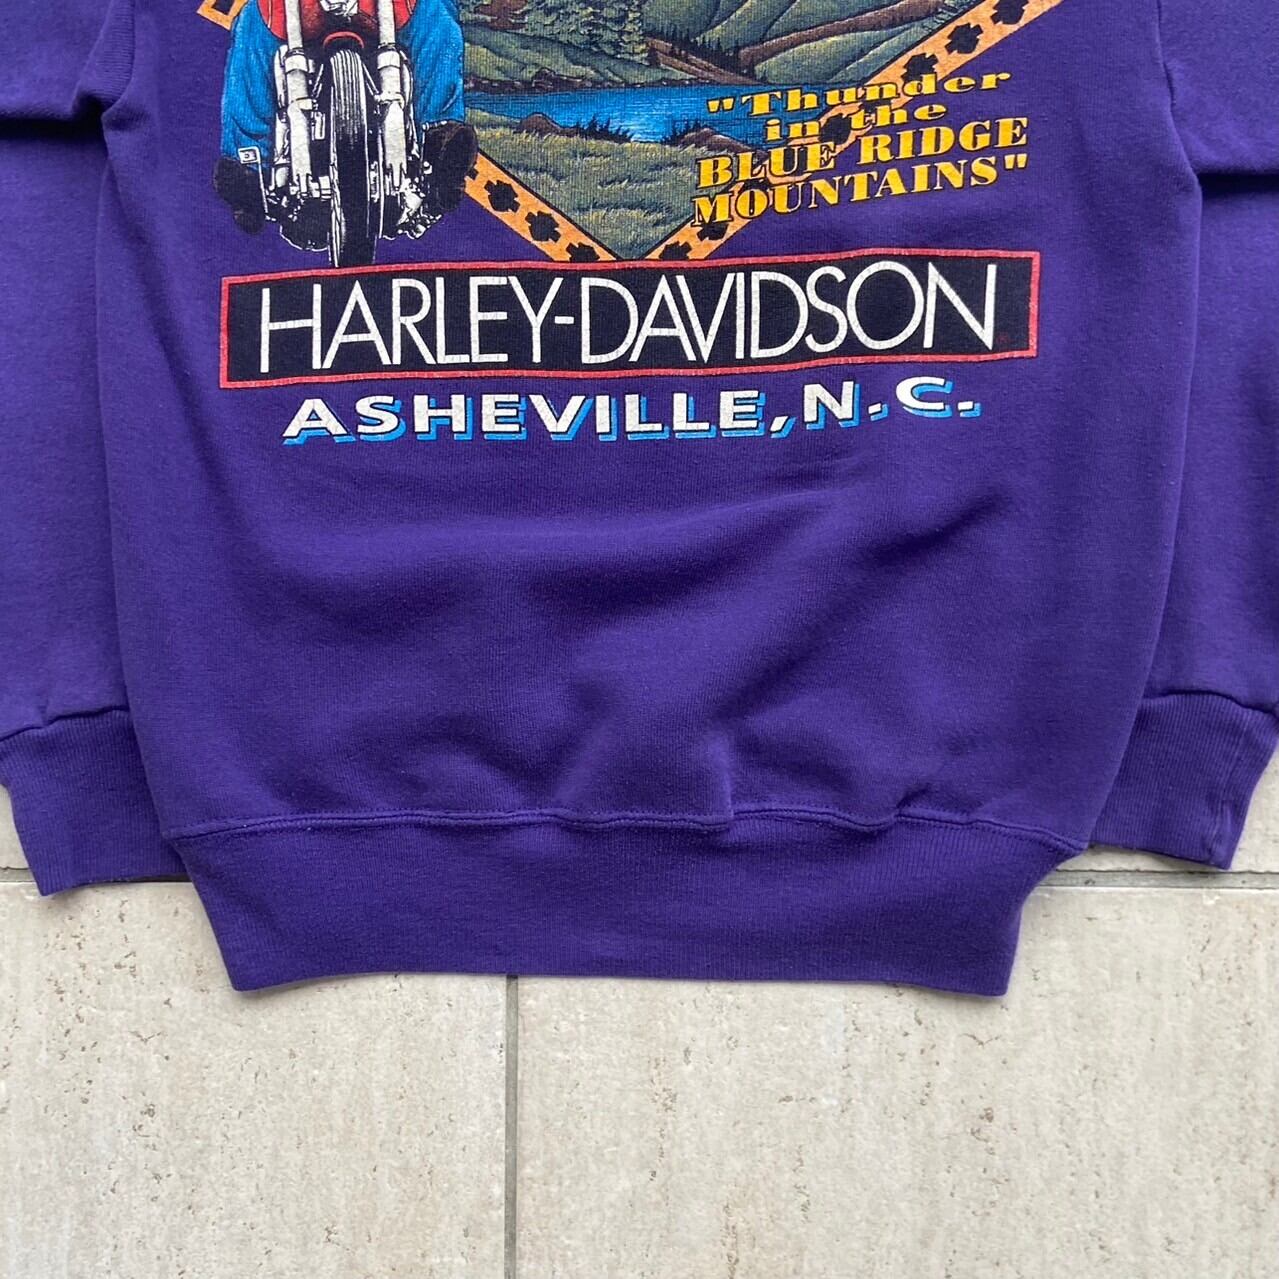 "Thunder
in the
BLUE RIDGE
MOUNTAINS"
HARLEY-DAVIDSON
ASHEVILLE, N.C.